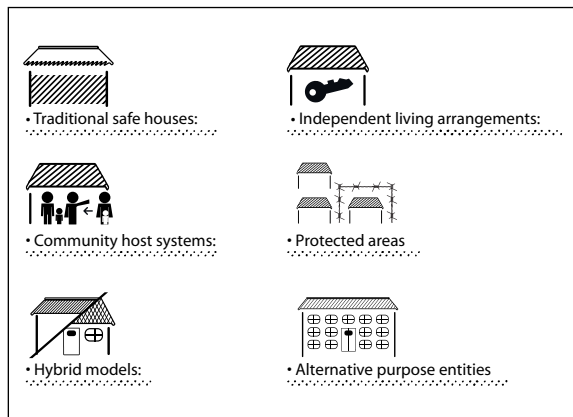 • Traditional safe houses:
• Independent living arrangements:
• Community host systems:
• Protected areas
• Hybrid models:
• Alternative purpose entities